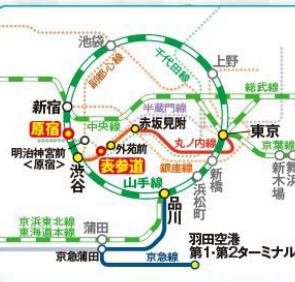 池袋
千代田線
上野
副都心線
総武線
新宿
半蔵門線
赤坂見附
中央線
原宿
東京
丸ノ内線
京葉線
明治神宮前
<原宿>
外苑前
表参道
渋谷
銀座線
新橋
新木場
舞浜
山手線
浜松町
品川
京浜東北線
東海道本線
蒲田
羽田空港
第1・第2ターミナル
京急蒲田
京急線